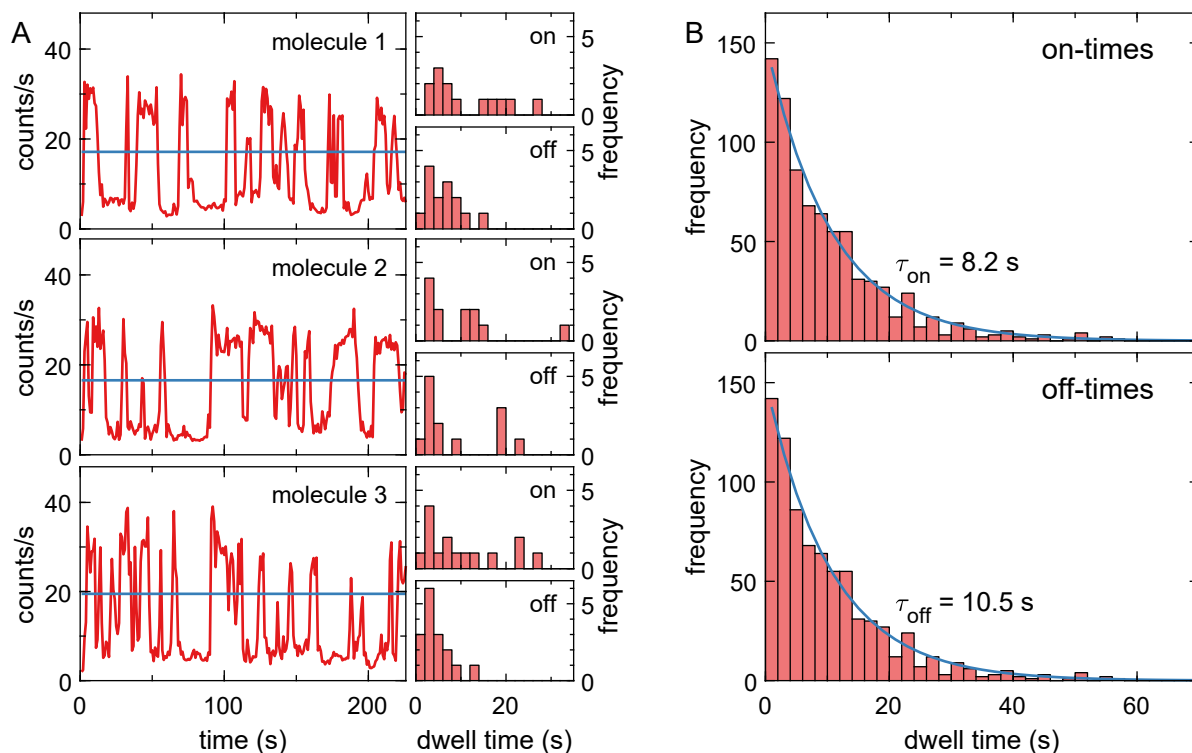 A
molecule 1
counts/s
40
20
0
on
5
0
off
5
0
frequency
molecule 2
counts/s
40
20
0
on
5
0
off
5
0
frequency
molecule 3
counts/s
40
20
0
on
5
0
off
5
0
frequency
0 100 200
time (s)
0 20
dwell time (s)
B
on-times
frequency
150
100
50
0
τon = 8.2 s
off-times
frequency
150
100
50
0
τoff = 10.5 s
0 20 40 60
dwell time (s)